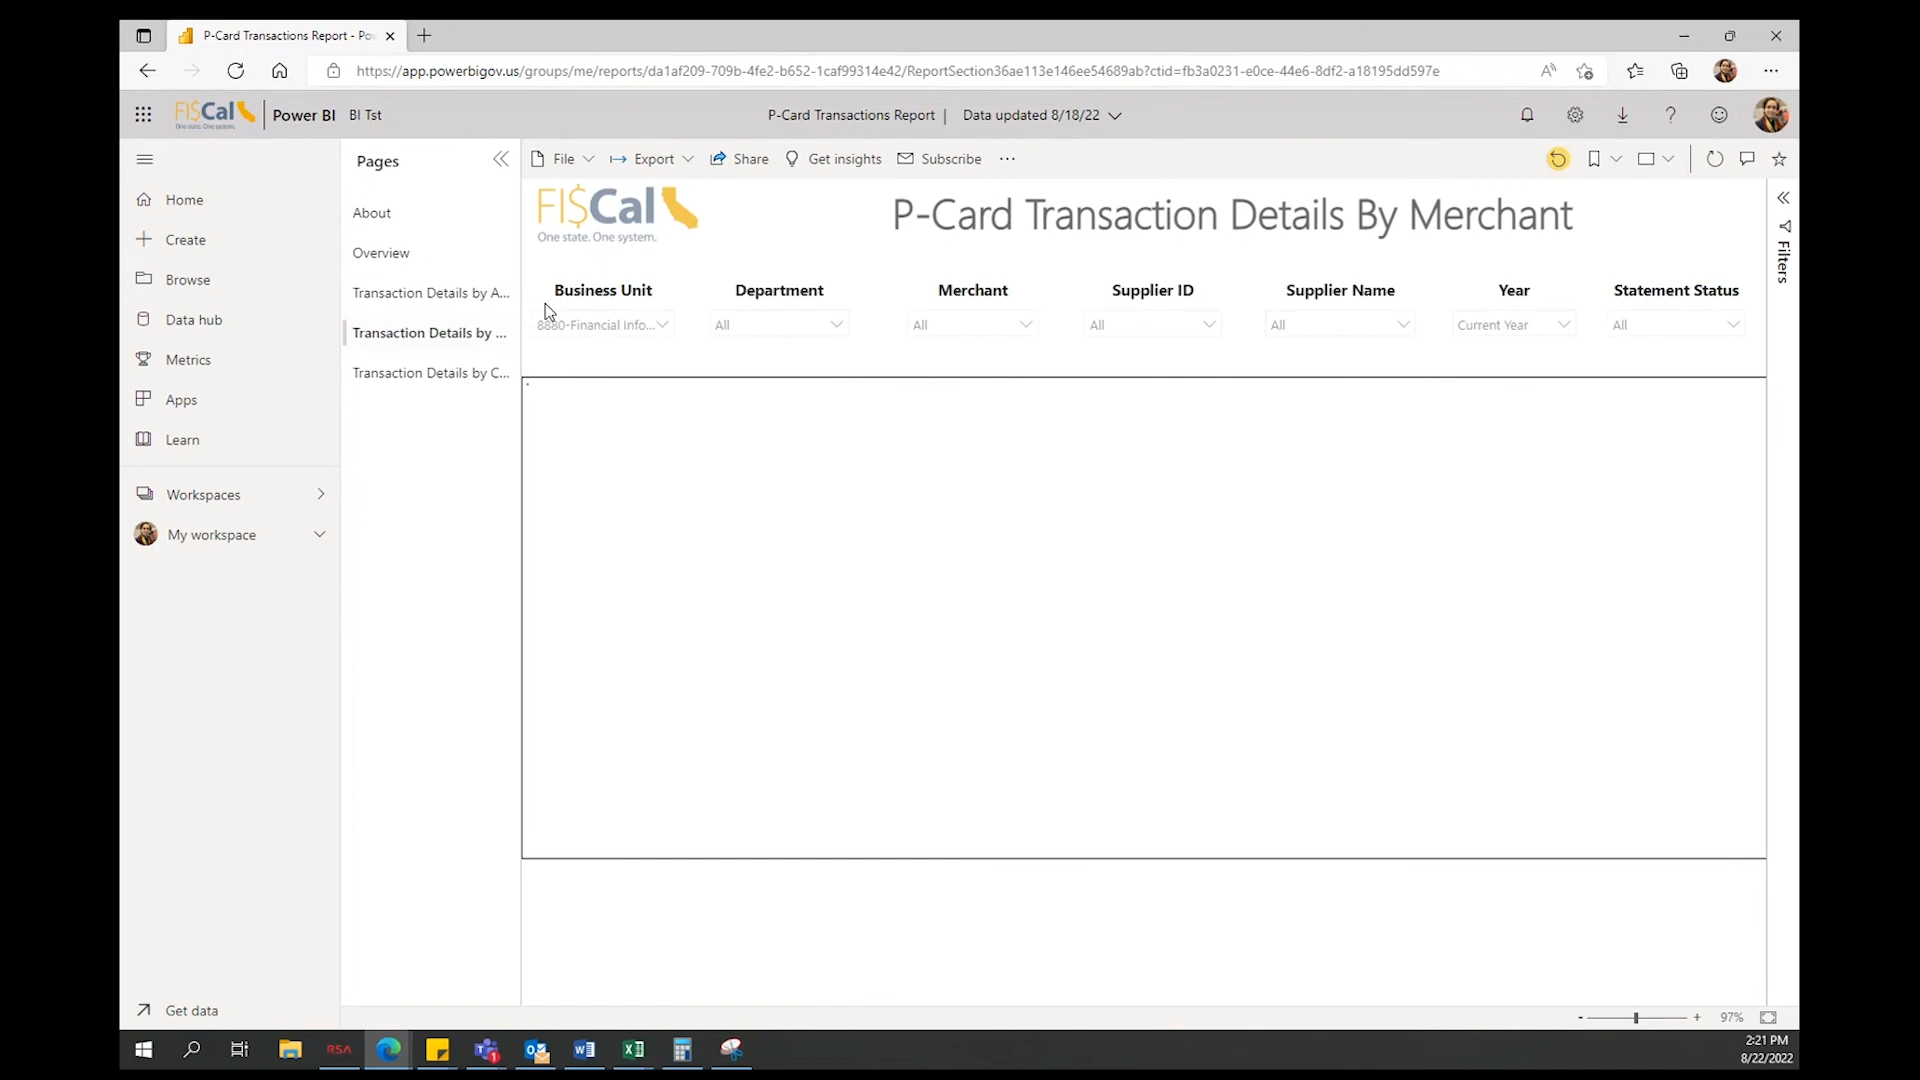 P-Card Transactions Report - Po
https://app.powerbigov.us/groups/me/reports/da1af209-709b-4fe2-b652-1caf99314e42/ReportSection36ae113e146ee54689ab?ctid=fb3a0231-e0ce-44e6-8df2-a18195dd597e
FI$Cal
One state. One system.
Power BI BI Tst
P-Card Transactions Report | Data updated 8/18/22
Home
Create
Browse
Data hub
Metrics
Apps
Learn
Workspaces
My workspace
Get data
Pages
About
Overview
Transaction Details by A...
Transaction Details by ...
Transaction Details by C...
File Export Share Get insights Subscribe ...
FI$Cal
One state. One system.
P-Card Transaction Details By Merchant
Business Unit Department Merchant Supplier ID Supplier Name Year Statement Status
8880-Financial Info... All All All All Current Year All
Filters
- + 97%
RSA
1
2:21 PM
8/22/2022